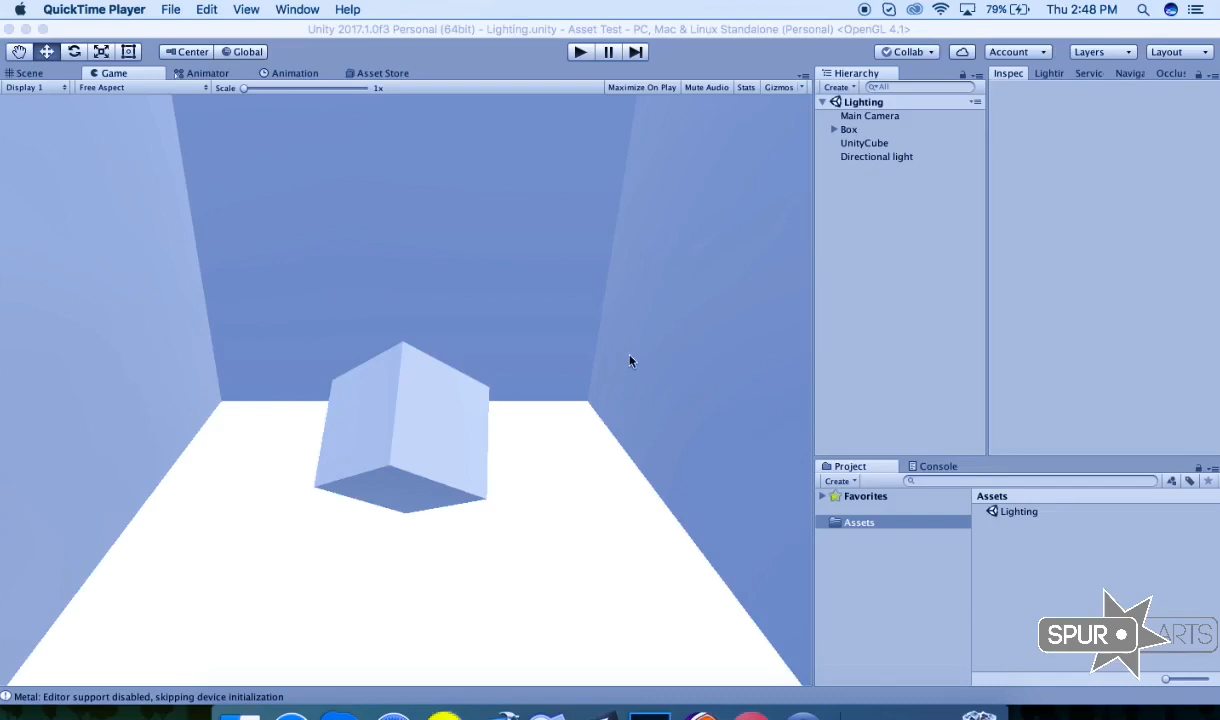 QuickTime Player File Edit View Window Help 79% Thu 2:48 PM
Unity 2017.1.0f3 Personal (64bit) - Lighting.unity - Asset Test - PC, Mac & Linux Standalone (Personal) <OpenGL 4.1>
Center Global Collab Account Layers Layout
Scene Game Animator Animation Asset Store Hierarchy Inspec Lightir Servic Naviga Occlu:
Display 1 Free Aspect Scale 1x Maximize On Play Mute Audio Stats Gizmos Create All
Lighting
Main Camera
Box
UnityCube
Directional light
Project Console
Create
Favorites Assets
Lighting
Assets
SPUR ARTS
Metal: Editor support disabled, skipping device initialization